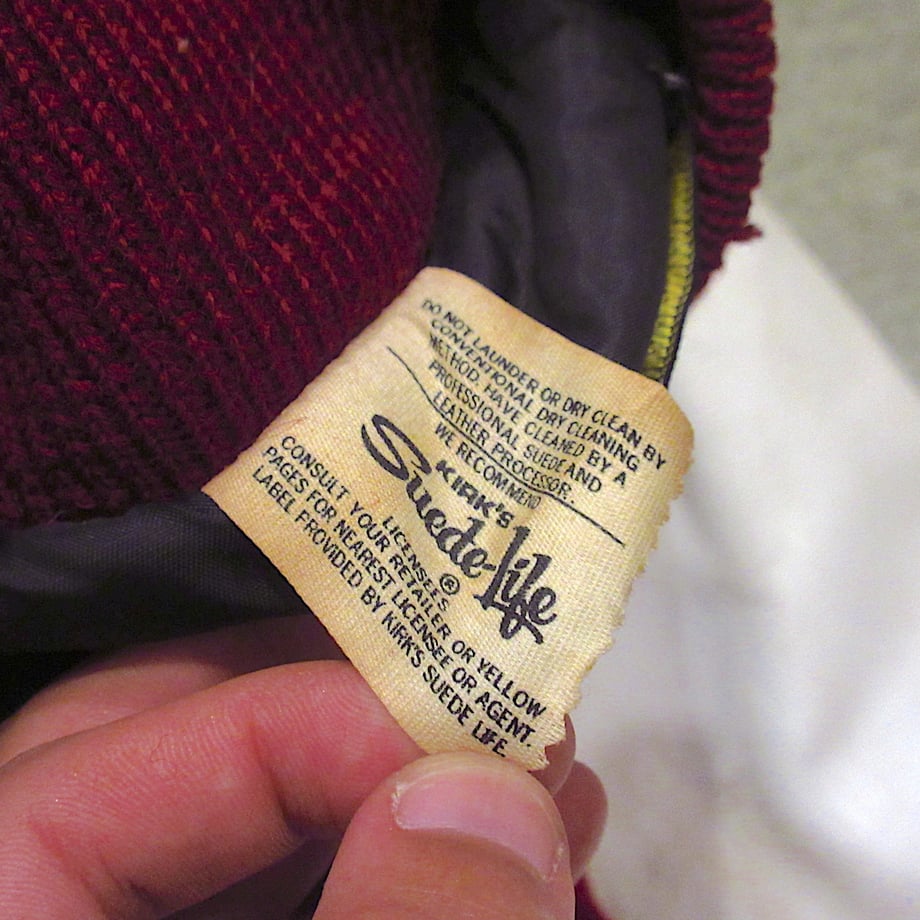 DO NOT LAUNDER OR DRY CLEAN BY
CONVENTIONAL DRY CLEANING
METHOD. HAVE CLEANED BY A
PROFESSIONAL SUEDE AND
LEATHER PROCESSOR.
WE RECOMMEND
KIRK'S
Suede-Life ®
LICENSEES
CONSULT YOUR RETAILER OR YELLOW
PAGES FOR NEAREST LICENSEE OR AGENT.
LABEL PROVIDED BY KIRK'S SUEDE LIFE.